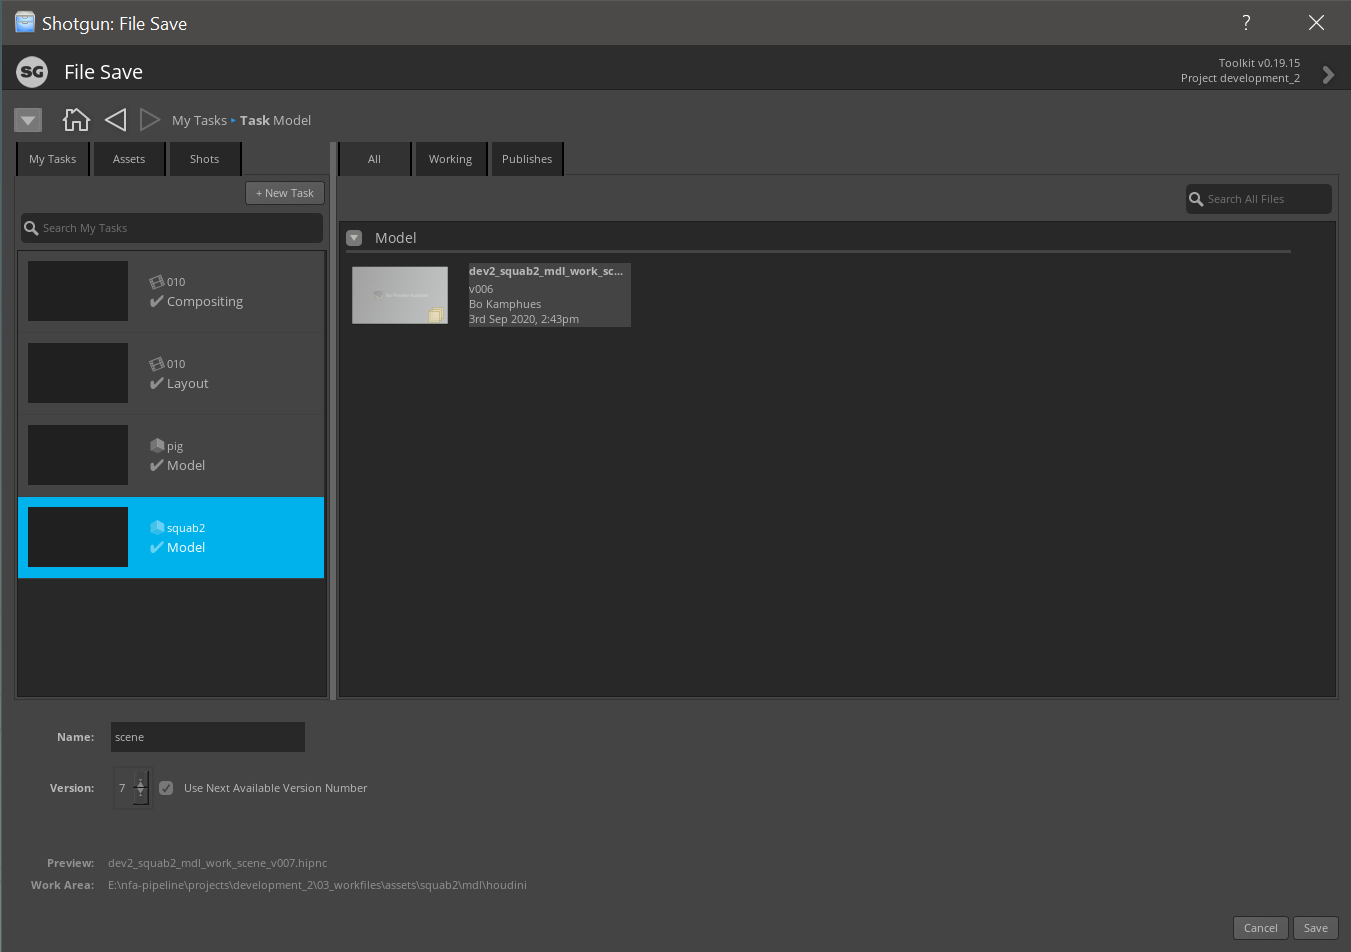 Shotgun: File Save
?
SG
File Save
Toolkit v0.19.15
Project development_2
My Tasks ▸ Task Model
My Tasks
Assets
Shots
All
Working
Publishes
+ New Task
Search My Tasks
Search All Files
010
Compositing
010
Layout
pig
Model
squab2
Model
Model
dev2_squab2_mdl_work_sc...
v006
Bo Kamphues
3rd Sep 2020, 2:43pm
Name: scene
Version: 7 Use Next Available Version Number
Preview: dev2_squab2_mdl_work_scene_v007.hipnc
Work Area: E:\nfa-pipeline\projects\development_2\03_workfiles\assets\squab2\mdl\houdini
Cancel
Save